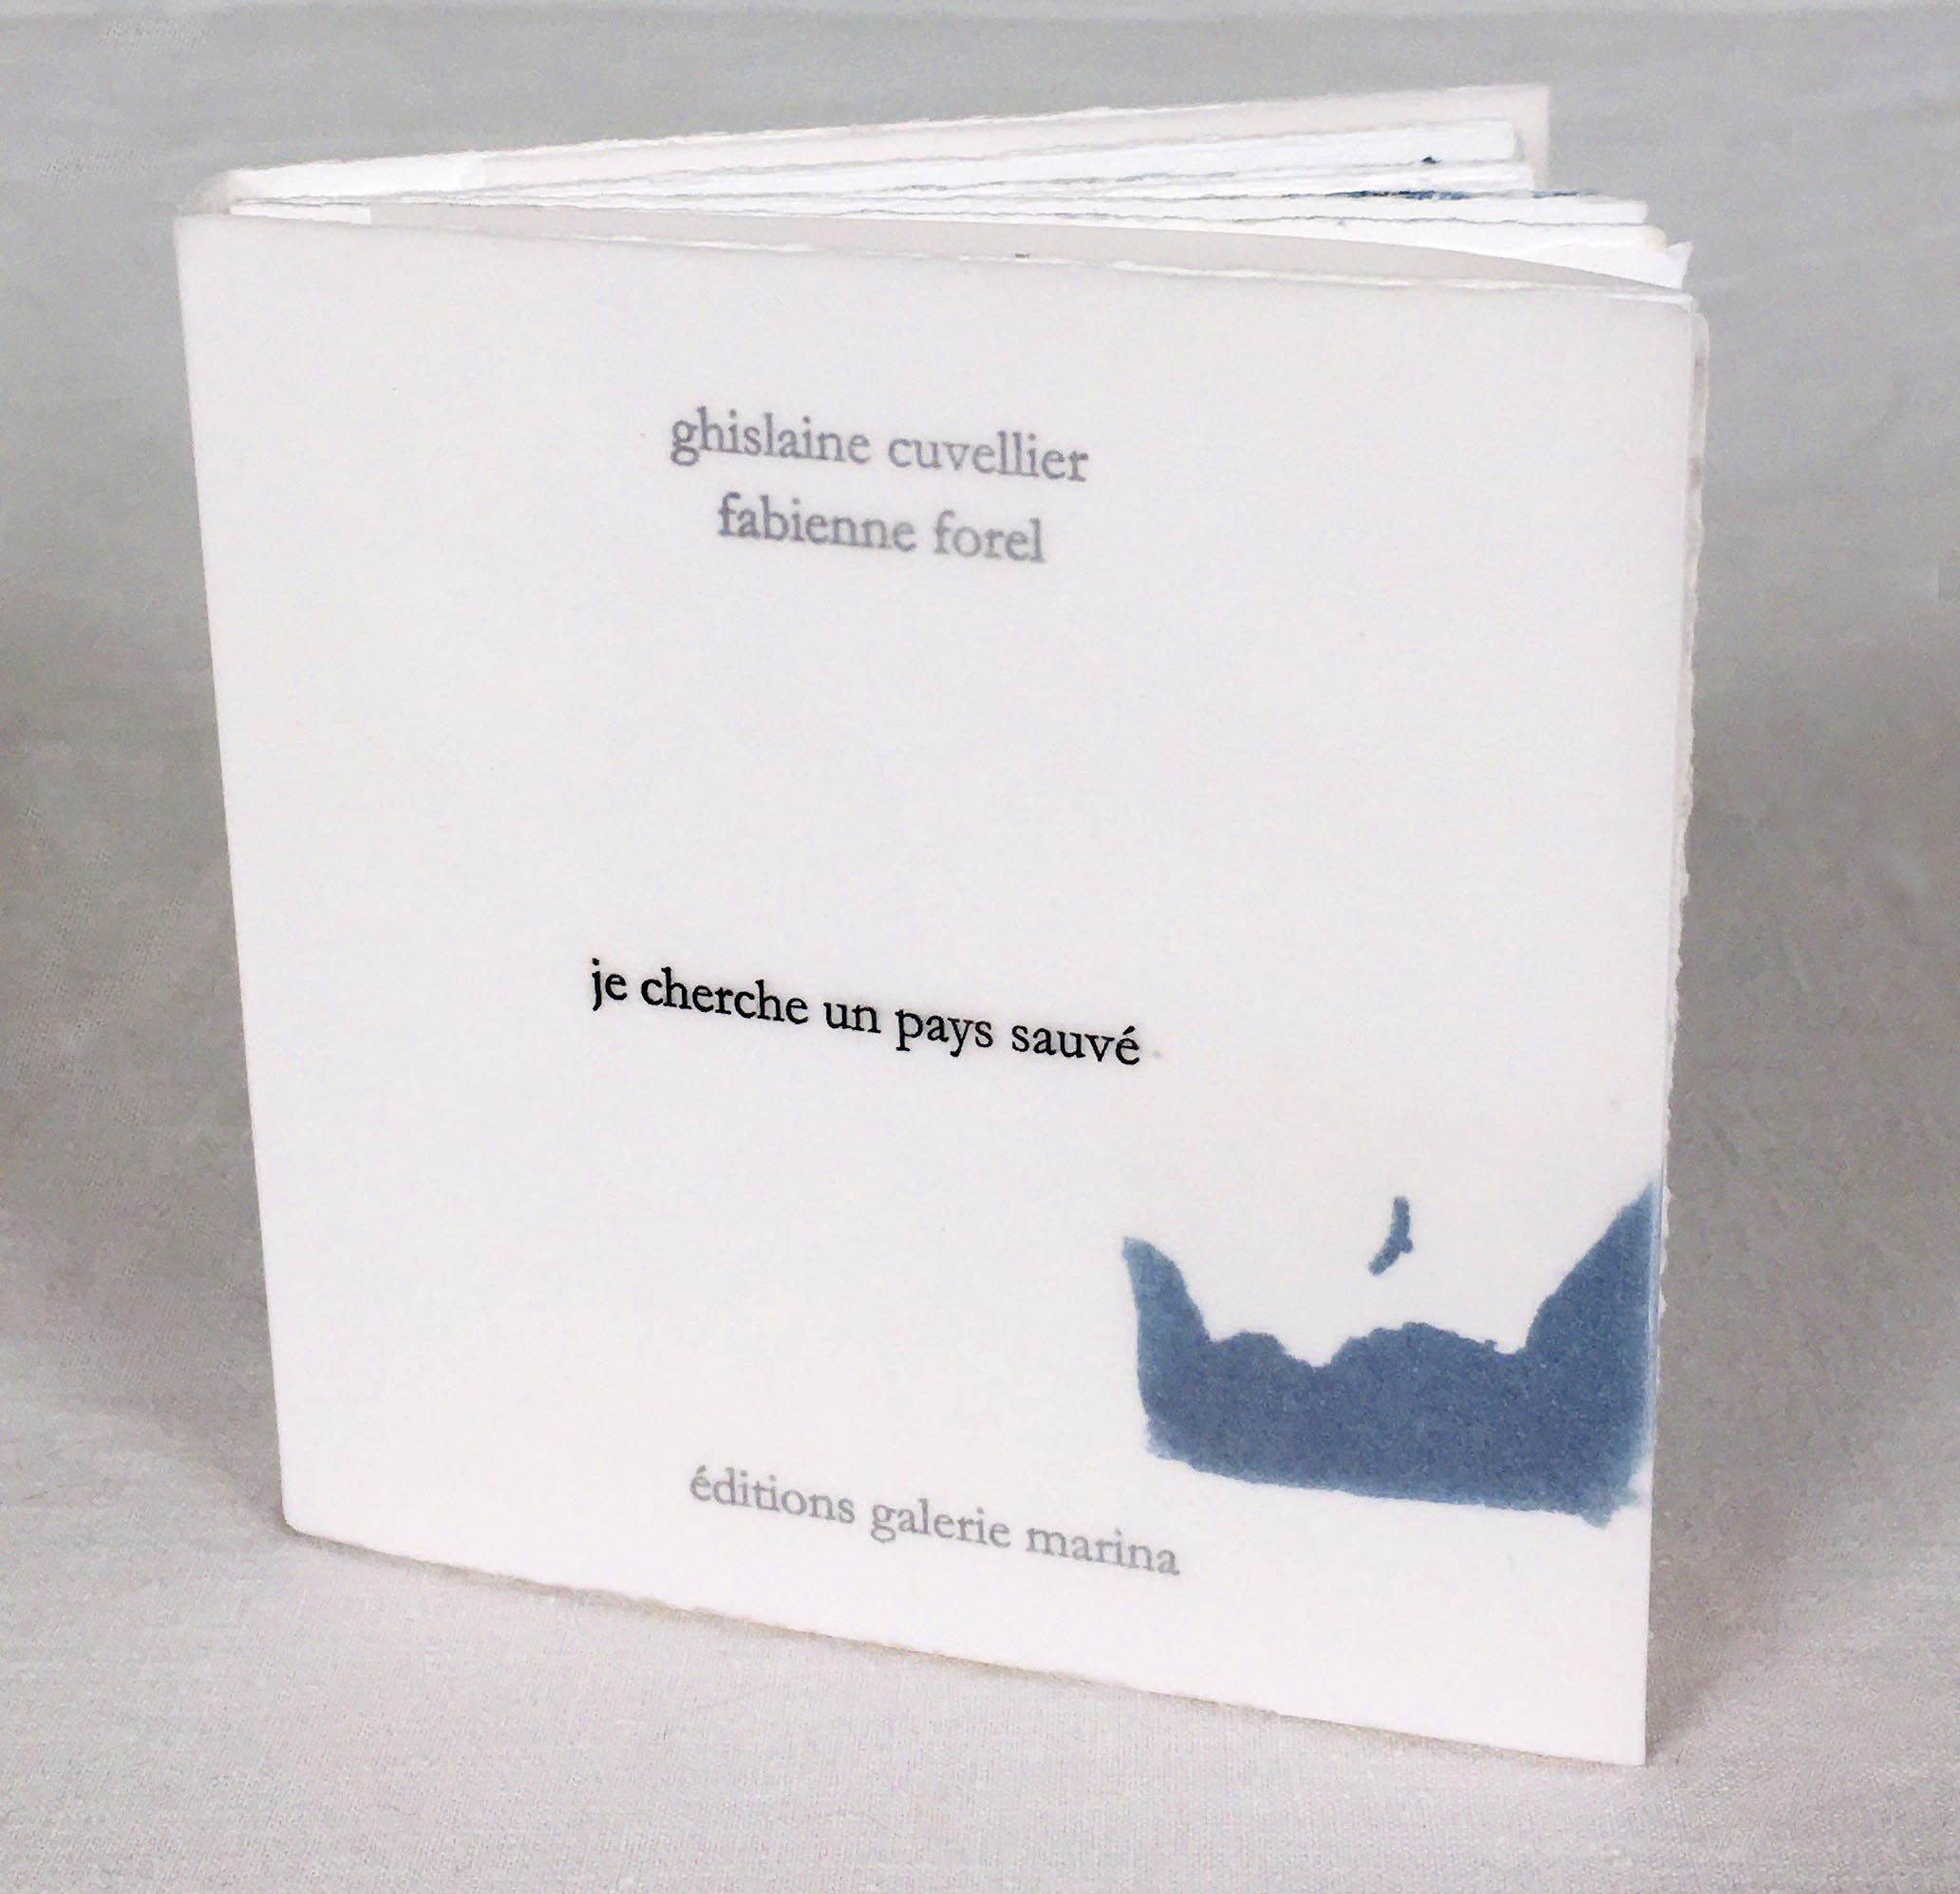 ghislaine cuvellier
fabienne forel
je cherche un pays sauvé
éditions galerie marina